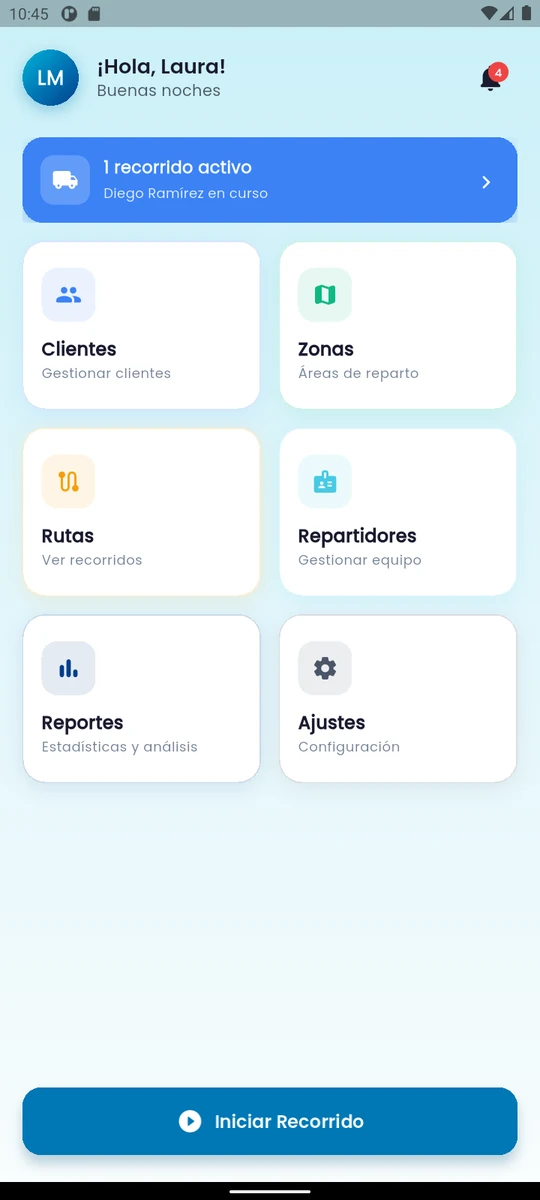 10:45
LM
¡Hola, Laura!
Buenas noches
4
1 recorrido activo
Diego Ramírez en curso
Clientes
Gestionar clientes
Zonas
Áreas de reparto
Rutas
Ver recorridos
Repartidores
Gestionar equipo
Reportes
Estadísticas y análisis
Ajustes
Configuración
Iniciar Recorrido